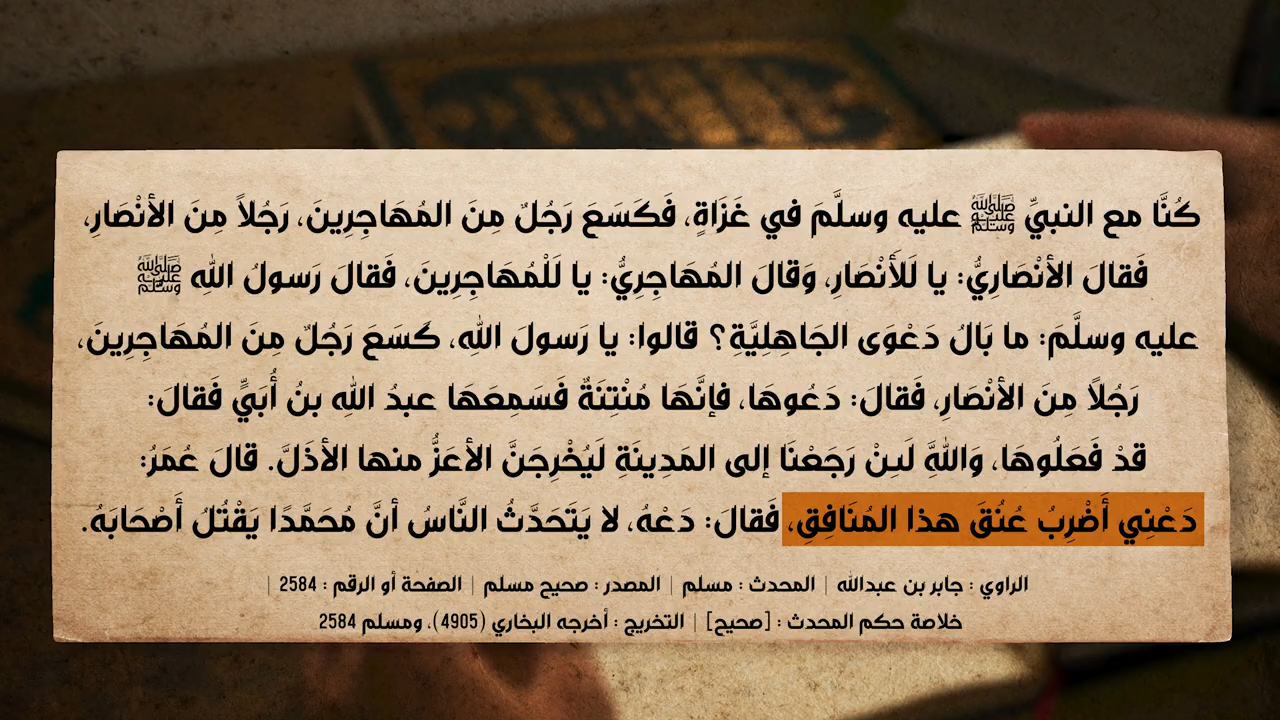 كُنَّا مع النبيِّ ﷺ عليه وسلَّمَ في غَزَاةٍ، فَكَسَعَ رَجُلٌ مِنَ المُهَاجِرِينَ، رَجُلاً مِنَ الأنْصَارِ،
فَقالَ الأنْصَارِيُّ: يا لَلأَنْصَارِ، وَقالَ المُهَاجِرِيُّ: يا لَلْمُهَاجِرِينَ، فَقالَ رَسولُ اللهِ ﷺ
عليه وسلَّمَ: ما بَالُ دَعْوَى الجَاهِلِيَّةِ؟ قالوا: يا رَسولَ اللهِ، كَسَعَ رَجُلٌ مِنَ المُهَاجِرِينَ،
رَجُلًا مِنَ الأنْصَارِ، فَقالَ: دَعُوهَا، فإنَّهَا مُنْتِنَةٌ فَسَمِعَهَا عبدُ اللهِ بنُ أُبَيٍّ فَقالَ:
قدْ فَعَلُوهَا، وَاللَّهِ لَئِنْ رَجَعْنَا إلى المَدِينَةِ لَيُخْرِجَنَّ الأعَزُّ منها الأذَلَّ. قالَ عُمَرُ:
دَعْنِي أَضْرِبُ عُنُقَ هذا المُنَافِقِ، فَقالَ: دَعْهُ، لا يَتَحَدَّثُ النَّاسُ أنَّ مُحَمَّدًا يَقْتُلُ أَصْحَابَهُ.
الراوي : جابر بن عبدالله | المحدث : مسلم | المصدر : صحيح مسلم | الصفحة أو الرقم : 2584 |
خلاصة حكم المحدث : [صحيح] | التخريج : أخرجه البخاري (4905)، ومسلم 2584